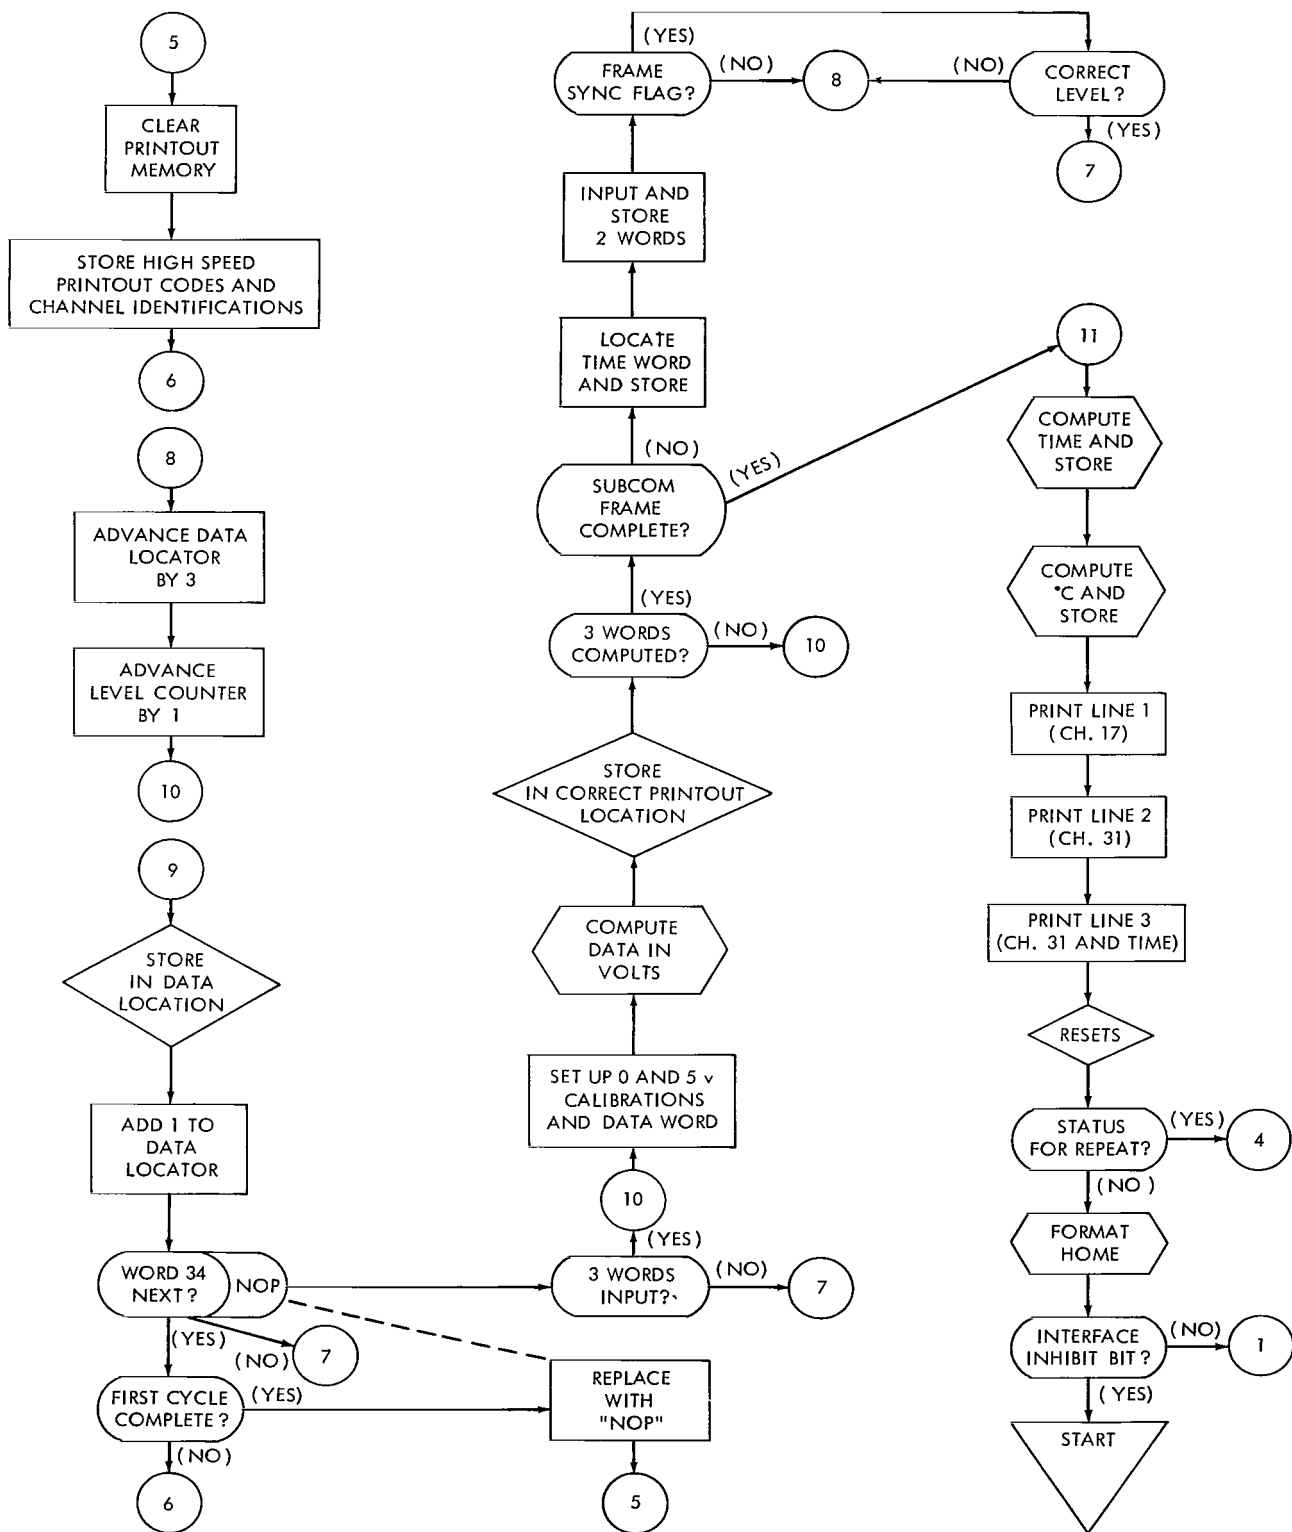 5
CLEAR
PRINTOUT
MEMORY
STORE HIGH SPEED
PRINTOUT CODES AND
CHANNEL IDENTIFICATIONS
6
8
ADVANCE DATA
LOCATOR
BY 3
ADVANCE
LEVEL COUNTER
BY 1
10
9
STORE
IN DATA
LOCATION
ADD 1 TO
DATA
LOCATOR
WORD 34
NEXT?
NOP
(YES)
(NO)
7
FIRST CYCLE
COMPLETE?
(YES)
(NO)
6
REPLACE
WITH
"NOP"
5
3 WORDS
INPUT?
(NO)
7
(YES)
10
SET UP 0 AND 5 v
CALIBRATIONS
AND DATA WORD
COMPUTE
DATA IN
VOLTS
STORE
IN CORRECT PRINTOUT
LOCATION
3 WORDS
COMPUTED?
(NO)
10
(YES)
SUBCOM
FRAME
COMPLETE?
(YES)
(NO)
LOCATE
TIME WORD
AND STORE
INPUT AND
STORE
2 WORDS
FRAME
SYNC FLAG?
(YES)
(NO)
8
(NO)
CORRECT
LEVEL?
(YES)
7
11
COMPUTE
TIME AND
STORE
COMPUTE
°C AND
STORE
PRINT LINE 1
(CH. 17)
PRINT LINE 2
(CH. 31)
PRINT LINE 3
(CH. 31 AND TIME)
RESETS
STATUS
FOR REPEAT?
(YES)
4
(NO)
FORMAT
HOME
INTERFACE
INHIBIT BIT?
(NO)
1
(YES)
START